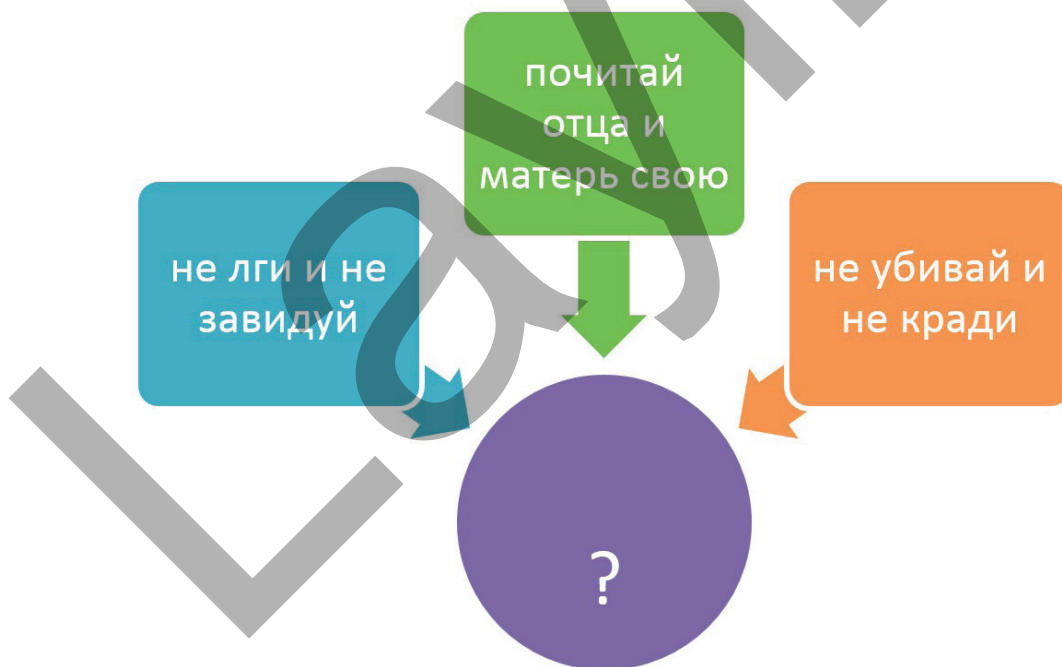 почитай
отца и
матерь свою
не лги и не
завидуй
не убивай и
не кради
?